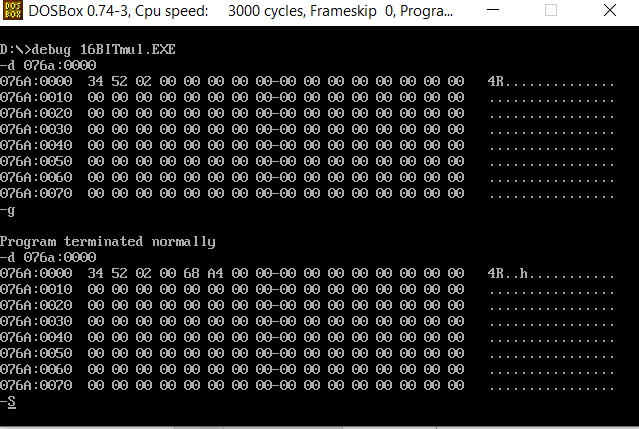 DOSBox 0.74-3, Cpu speed:    3000 cycles, Frameskip  0, Progra...
D:\>debug 16BITmul.EXE
-d 076a:0000
076A:0000  34 52 02 00 00 00 00 00-00 00 00 00 00 00 00 00   4R..............
076A:0010  00 00 00 00 00 00 00 00-00 00 00 00 00 00 00 00   ................
076A:0020  00 00 00 00 00 00 00 00-00 00 00 00 00 00 00 00   ................
076A:0030  00 00 00 00 00 00 00 00-00 00 00 00 00 00 00 00   ................
076A:0040  00 00 00 00 00 00 00 00-00 00 00 00 00 00 00 00   ................
076A:0050  00 00 00 00 00 00 00 00-00 00 00 00 00 00 00 00   ................
076A:0060  00 00 00 00 00 00 00 00-00 00 00 00 00 00 00 00   ................
076A:0070  00 00 00 00 00 00 00 00-00 00 00 00 00 00 00 00   ................
-g
Program terminated normally
-d 076a:0000
076A:0000  34 52 02 00 68 A4 00 00-00 00 00 00 00 00 00 00   4R..h...........
076A:0010  00 00 00 00 00 00 00 00-00 00 00 00 00 00 00 00   ................
076A:0020  00 00 00 00 00 00 00 00-00 00 00 00 00 00 00 00   ................
076A:0030  00 00 00 00 00 00 00 00-00 00 00 00 00 00 00 00   ................
076A:0040  00 00 00 00 00 00 00 00-00 00 00 00 00 00 00 00   ................
076A:0050  00 00 00 00 00 00 00 00-00 00 00 00 00 00 00 00   ................
076A:0060  00 00 00 00 00 00 00 00-00 00 00 00 00 00 00 00   ................
076A:0070  00 00 00 00 00 00 00 00-00 00 00 00 00 00 00 00   ................
-S